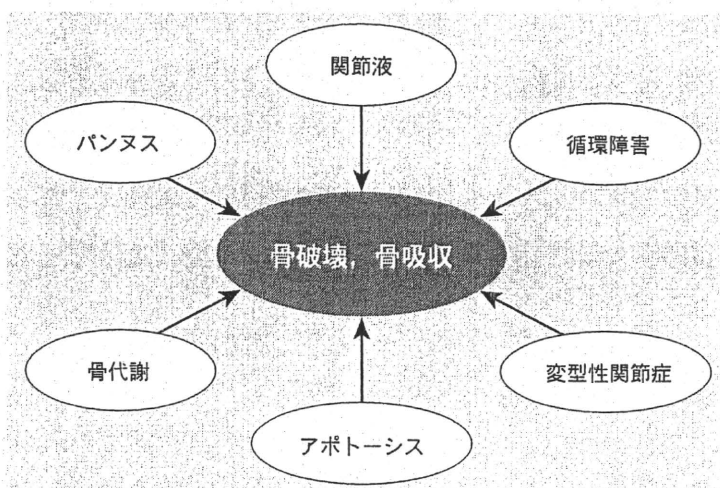 関節液
パンヌス
循環障害
骨破壊，骨吸収
骨代謝
変型性関節症
アポトーシス